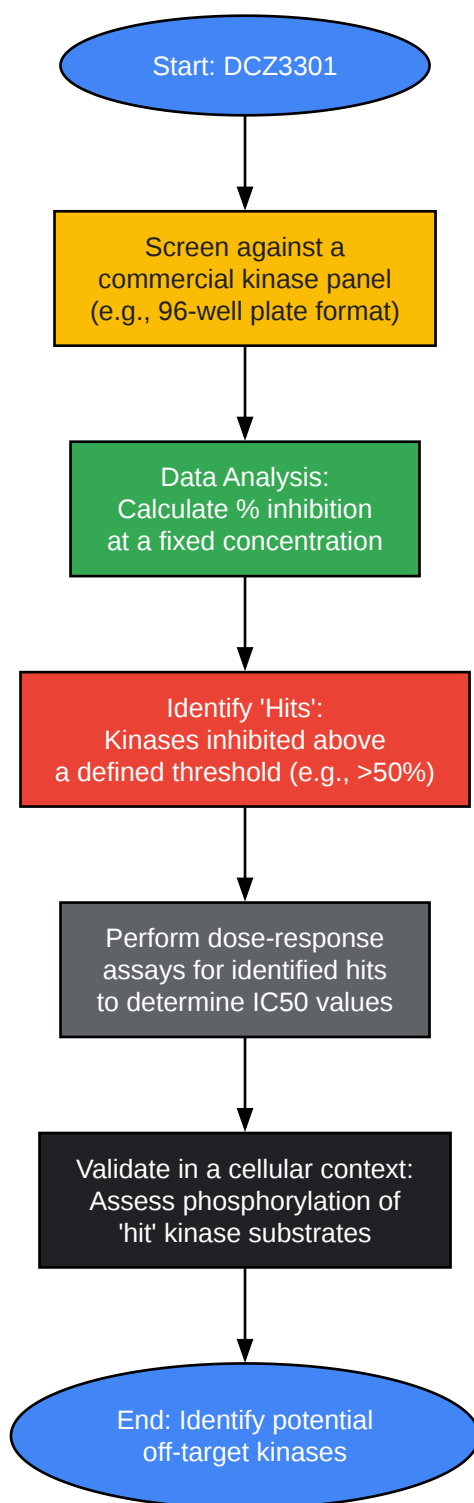 Start: DCZ3301
Screen against a
commercial kinase panel
(e.g., 96-well plate format)
Data Analysis:
Calculate % inhibition
at a fixed concentration
Identify 'Hits':
Kinases inhibited above
a defined threshold (e.g., >50%)
Perform dose-response
assays for identified hits
to determine IC50 values
Validate in a cellular context:
Assess phosphorylation of
'hit' kinase substrates
End: Identify potential
off-target kinases